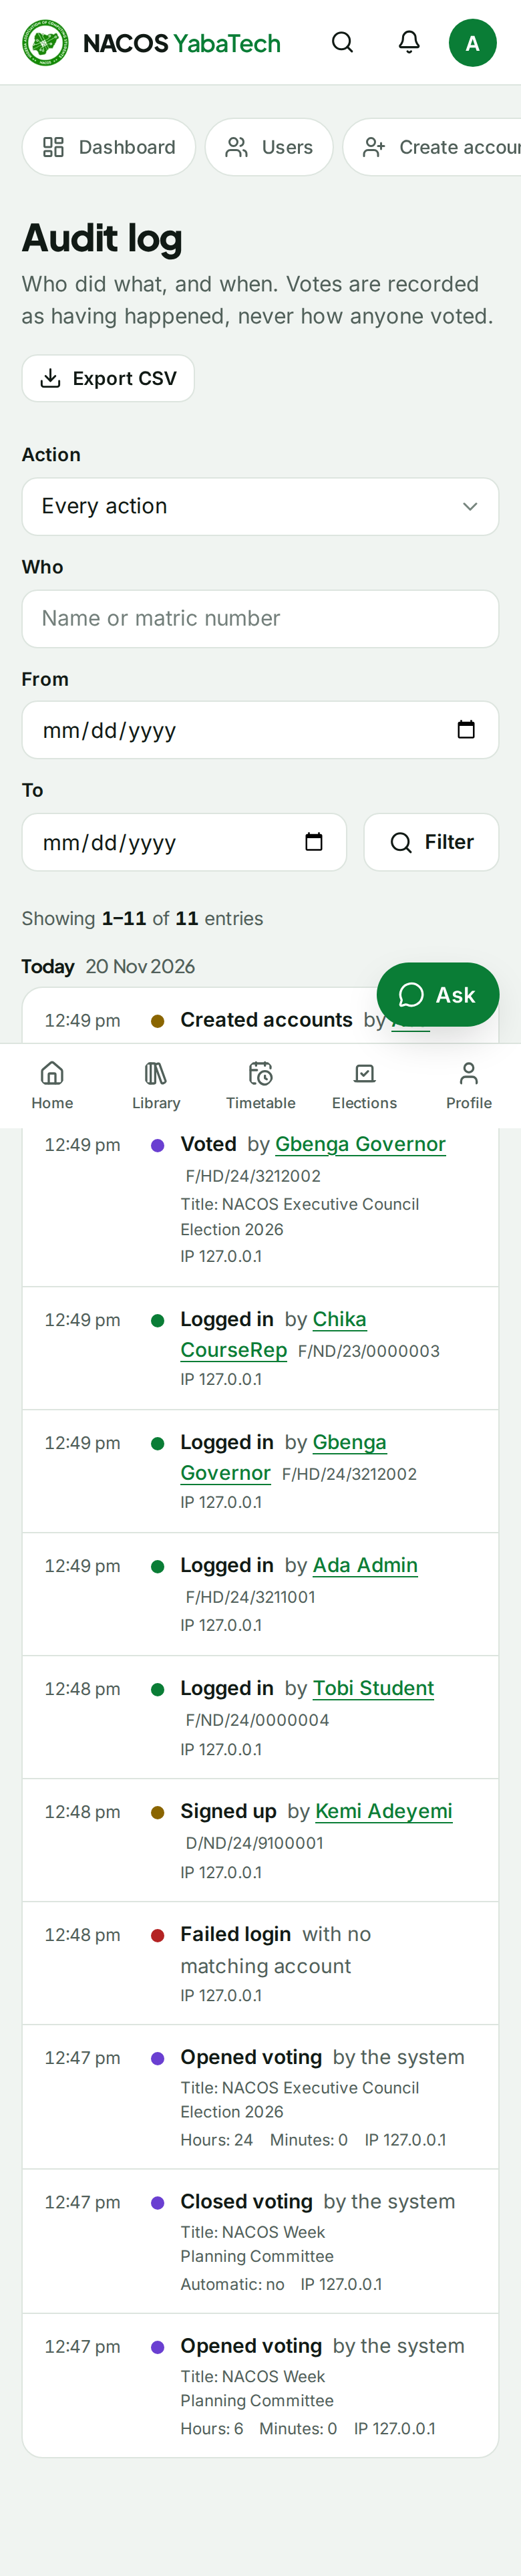 NACOS YabaTech
A
Dashboard
Users
Create accoun
Audit log
Who did what, and when. Votes are recorded
as having happened, never how anyone voted.
Export CSV
Action
Every action
Who
Name or matric number
From
mm/dd/yyyy
To
mm/dd/yyyy
Filter
Showing 1–11 of 11 entries
Today 20 Nov 2026
Ask
12:49 pm Created accounts by
Home
Library
Timetable
Elections
Profile
12:49 pm Voted by Gbenga Governor
F/HD/24/3212002
Title: NACOS Executive Council
Election 2026
IP 127.0.0.1
12:49 pm Logged in by Chika
CourseRep F/ND/23/0000003
IP 127.0.0.1
12:49 pm Logged in by Gbenga
Governor F/HD/24/3212002
IP 127.0.0.1
12:49 pm Logged in by Ada Admin
F/HD/24/3211001
IP 127.0.0.1
12:48 pm Logged in by Tobi Student
F/ND/24/0000004
IP 127.0.0.1
12:48 pm Signed up by Kemi Adeyemi
D/ND/24/9100001
IP 127.0.0.1
12:48 pm Failed login with no
matching account
IP 127.0.0.1
12:47 pm Opened voting by the system
Title: NACOS Executive Council
Election 2026
Hours: 24 Minutes: 0 IP 127.0.0.1
12:47 pm Closed voting by the system
Title: NACOS Week
Planning Committee
Automatic: no IP 127.0.0.1
12:47 pm Opened voting by the system
Title: NACOS Week
Planning Committee
Hours: 6 Minutes: 0 IP 127.0.0.1